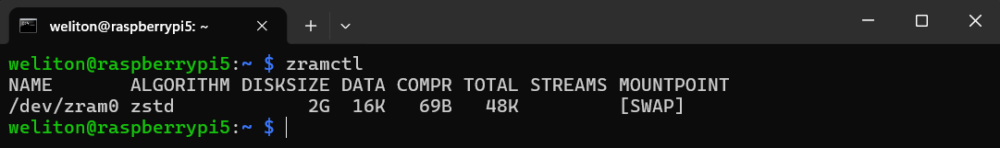 weliton@raspberrypi5: ~
weliton@raspberrypi5:~ $ zramctl
NAME       ALGORITHM DISKSIZE DATA COMPR TOTAL STREAMS MOUNTPOINT
/dev/zram0 zstd            2G  16K   69B   48K         [SWAP]
weliton@raspberrypi5:~ $